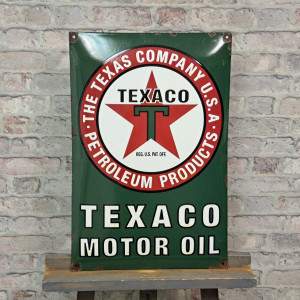 · THE TEXAS COMPANY U.S.A ·
TEXACO
T
REG. U.S. PAT. OFF.
PETROLEUM PRODUCTS
TEXACO
MOTOR OIL